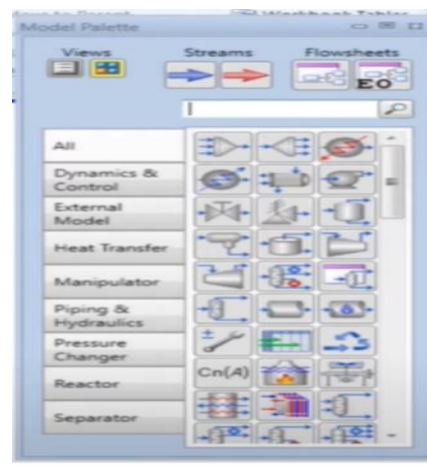 Model Palette
Views Streams Flowsheets
EO
All
Dynamics &
Control
External
Model
Heat Transfer
Manipulator
Piping &
Hydraulics
Pressure
Changer
Cn(A)
Reactor
Separator